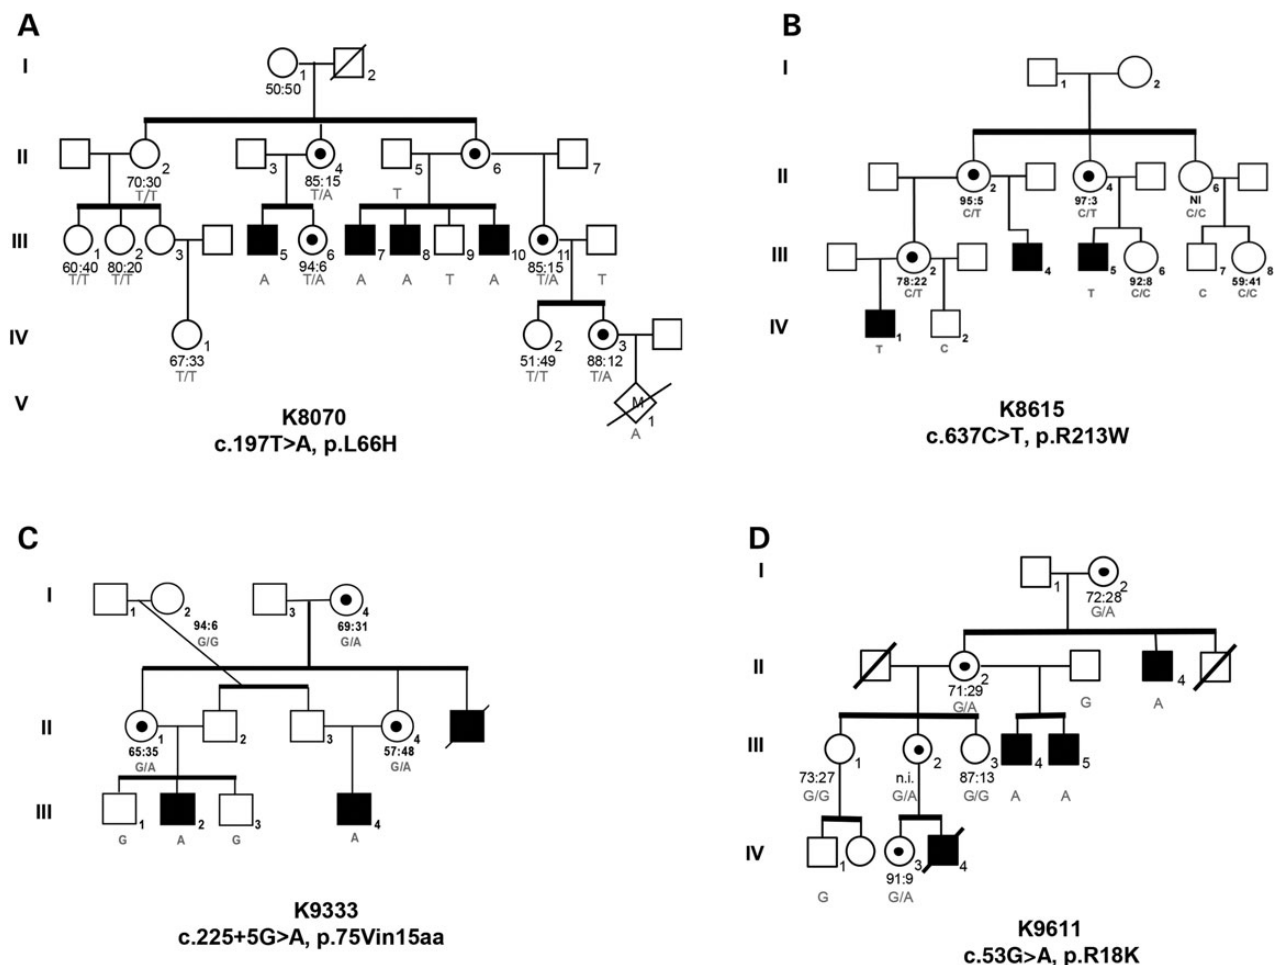 A
I
1
2
50:50
II
2
3
4
5
6
7
70:30
T/T
85:15
T/A
T
III
1
2
3
5
6
7
8
9
10
11
60:40
80:20
94:6
85:15
T/T
T/T
A
T/A
A
A
T
A
T/A
T
IV
1
2
3
67:33
51:49
88:12
T/T
T/T
T/A
V
M
1
A
K8070
c.197T>A, p.L66H
B
I
1
2
II
2
4
6
95:5
97:3
NI
C/T
C/T
C/C
III
2
4
5
6
7
8
78:22
92:8
59:41
C/T
T
C/C
C
C/C
IV
1
2
T
C
K8615
c.637C>T, p.R213W
C
I
1
2
3
4
94:6
G/G
69:31
G/A
II
1
2
3
4
65:35
57:48
G/A
G/A
III
1
2
3
4
G
A
G
A
K9333
c.225+5G>A, p.75Vin15aa
D
I
1
2
72:28
G/A
II
2
4
71:29
G/A
G
A
III
1
2
3
4
5
73:27
n.i.
87:13
G/G
G/A
G/G
A
A
IV
1
3
4
91:9
G
G/A
K9611
c.53G>A, p.R18K